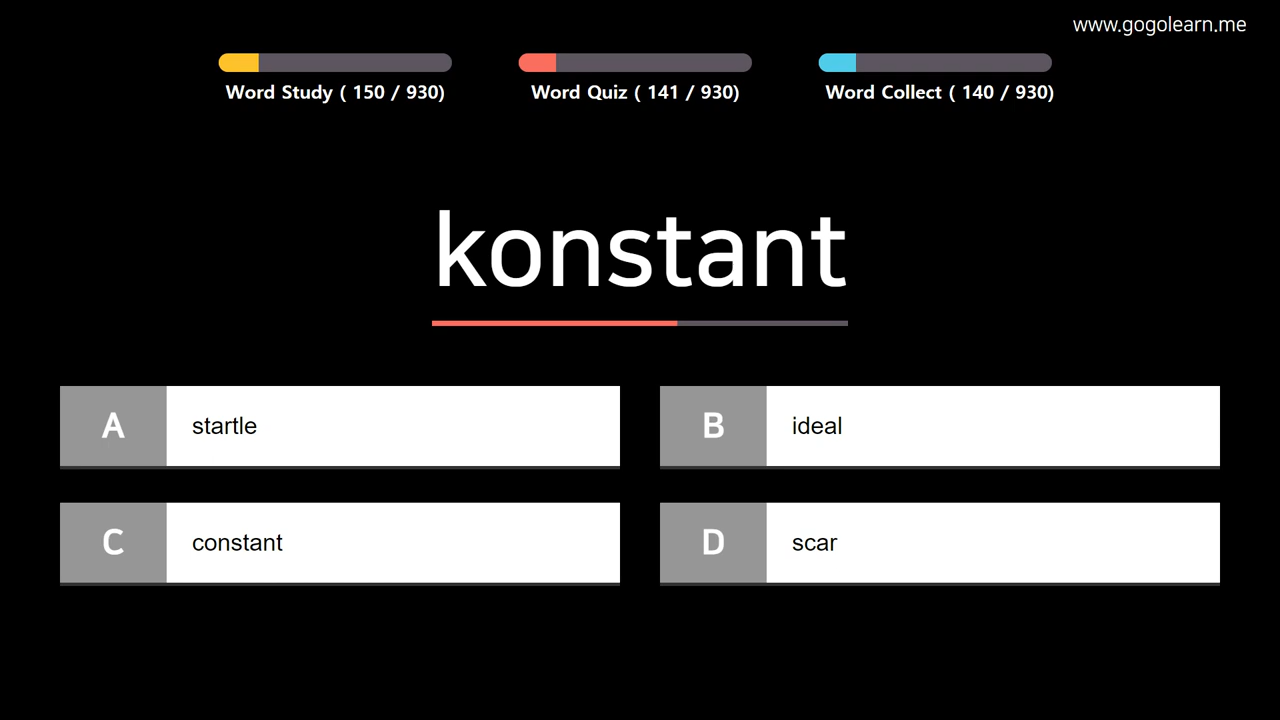 www.gogolearn.me
Word Study ( 150 / 930)
Word Quiz ( 141 / 930)
Word Collect ( 140 / 930)
konstant
A startle
B ideal
C constant
D scar